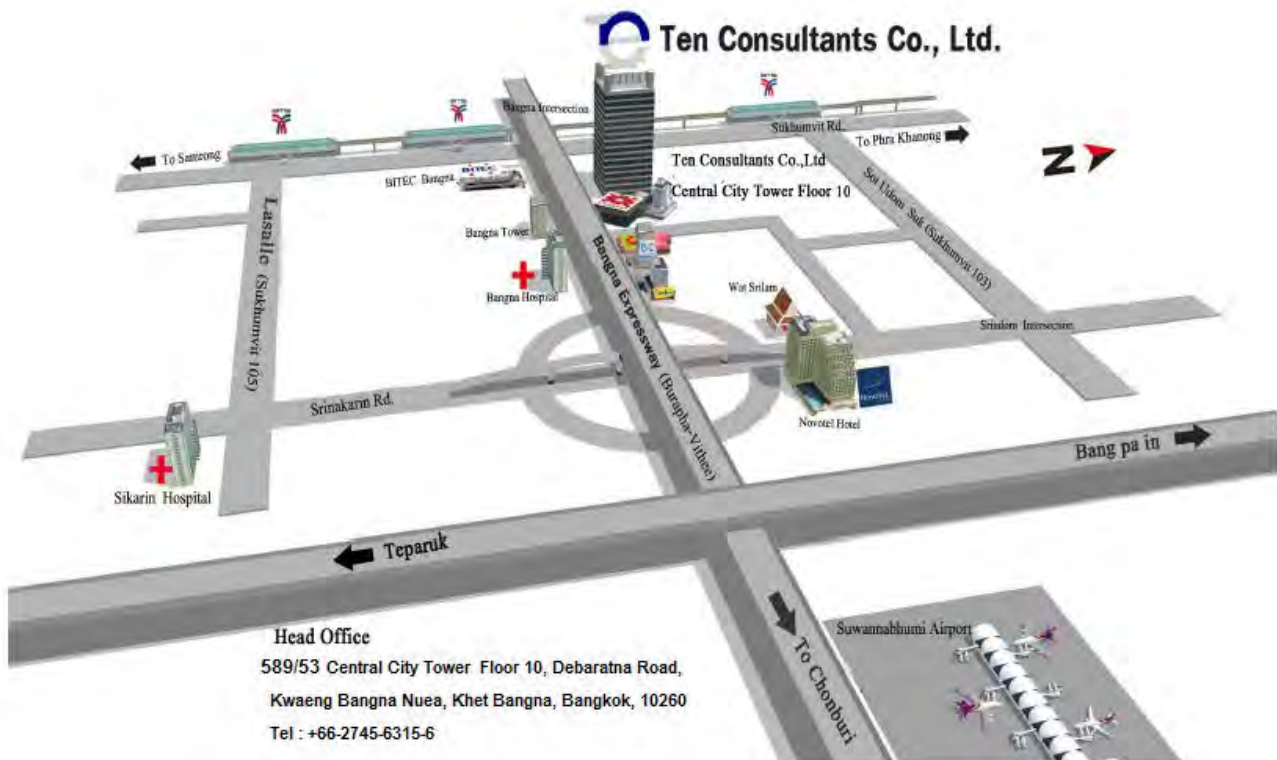 Ten Consultants Co., Ltd.
Bangna Intersection
Sukhumvit Rd.
To Samrong
To Phra Khanong
N
Ten Consultants Co.,Ltd
Central City Tower Floor 10
BITEC Bangna
BITEC
Bangna Tower
Bangna Hospital
Lasalle (Sukhumvit 105)
Soi Udom Suk (Sukhumvit 103)
Bangna Expressway (Burapha-Vithee)
Wat Srilam
Srinakarin Rd.
Novotel Hotel
Sikarin Hospital
Bang pa in
Teparuk
To Chonburi
Suwannabhumi Airport
Head Office
589/53 Central City Tower Floor 10, Debaratna Road,
Kwaeng Bangna Nuea, Khet Bangna, Bangkok, 10260
Tel : +66-2745-6315-6